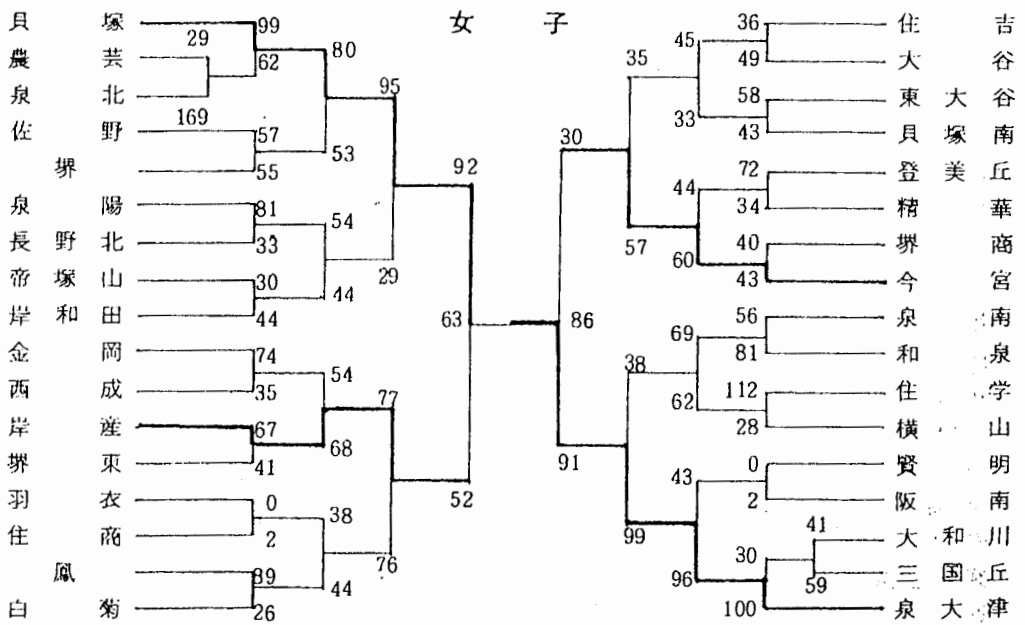 女子
貝塚
農芸
泉北
佐野
堺
泉陽
長野北
帝塚山
岸和田
金岡
西成
岸産
堺東
羽衣
住商
鳳
白菊
29
169
99
62
57
55
81
33
30
44
74
35
67
41
0
2
89
26
80
53
54
44
54
68
38
44
95
29
77
76
92
52
63
86
30
91
35
57
38
99
45
33
44
60
69
62
43
96
36
49
58
43
72
34
40
43
56
81
112
28
0
2
30
100
41
59
住吉
大谷
東大谷
貝塚南
登美丘
精華
堺商
今宮
泉南
和泉
住学
横山
賢明
阪南
大和川
三国丘
泉大津